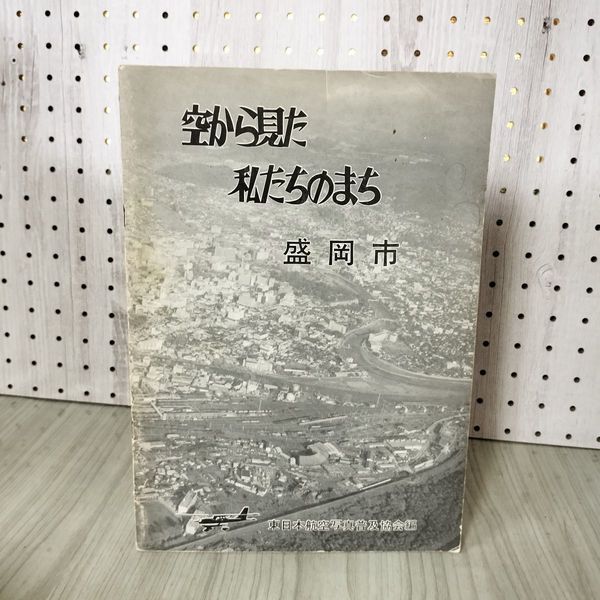 空から見た
私たちのまち
盛岡市
東日本航空写真普及協会編